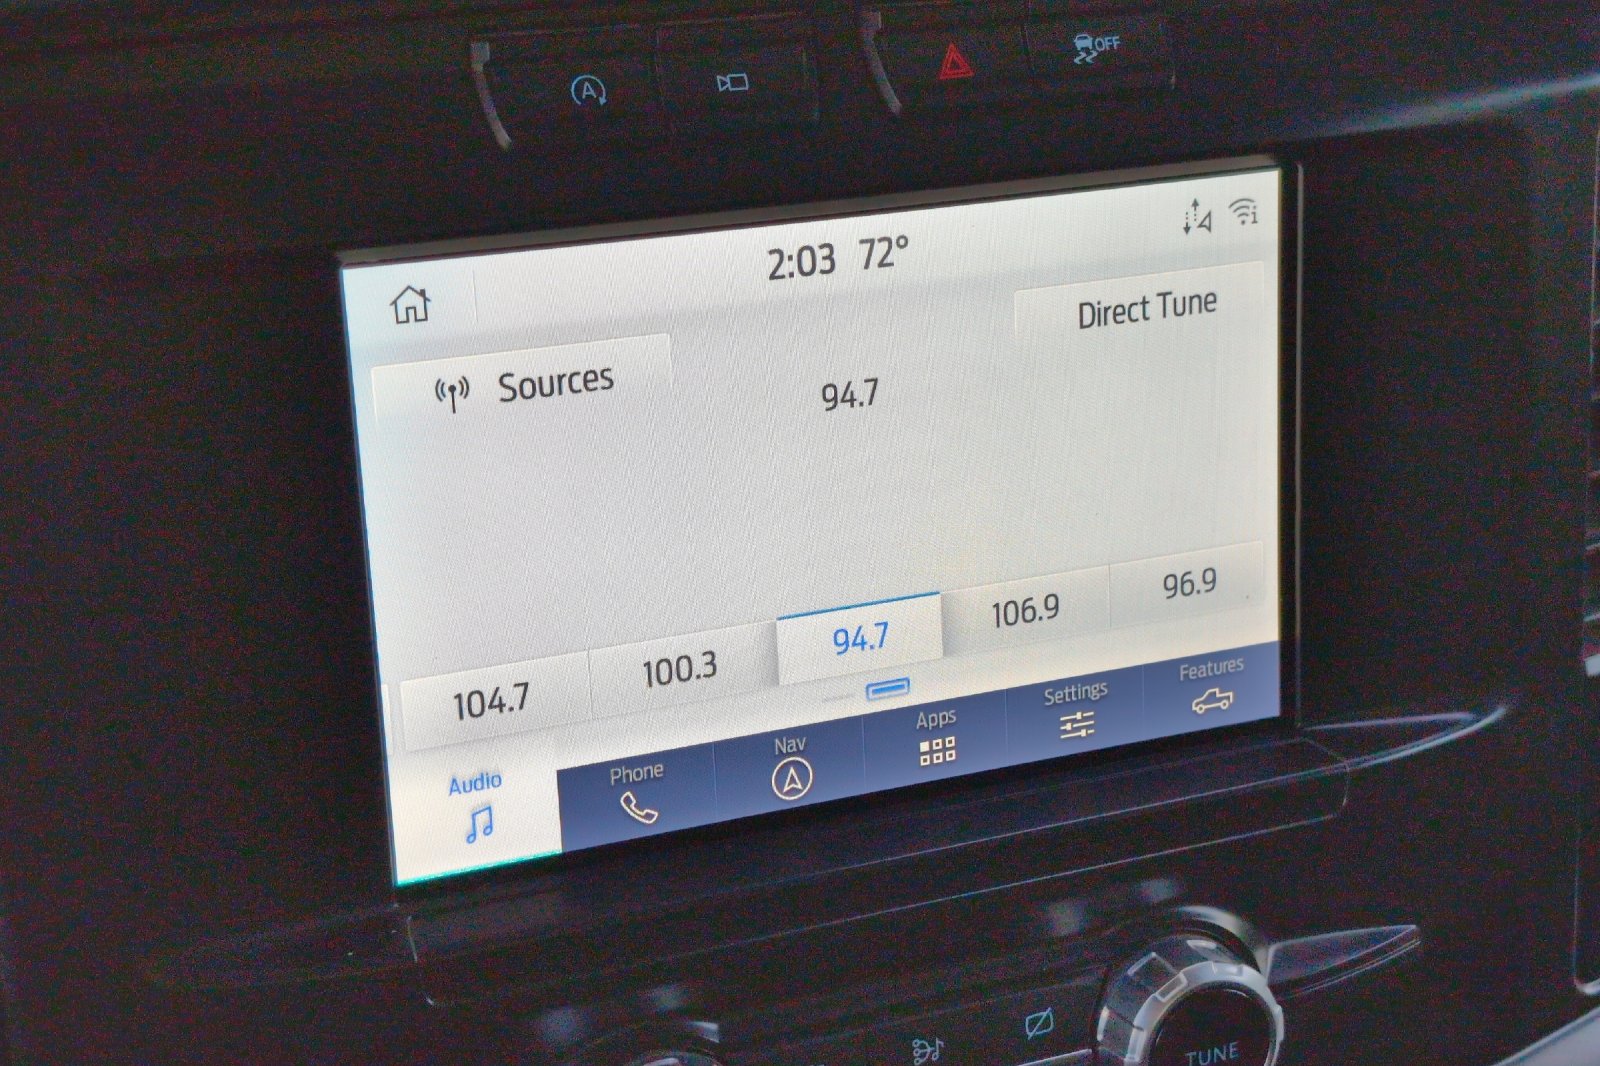 A
OFF
2:03 72°
Sources
Direct Tune
94.7
104.7 100.3 94.7 106.9 96.9
Audio Phone Nav Apps Settings Features
TUNE